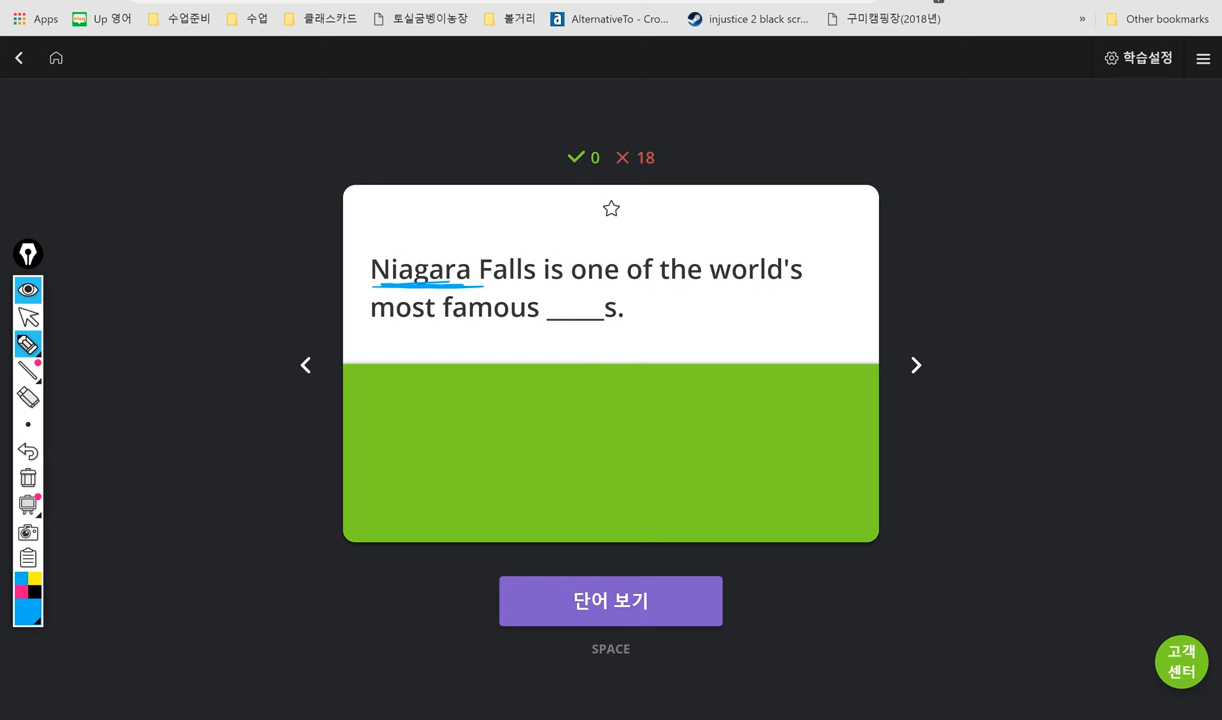 Apps Up 영어 수업준비 수업 클래스카드 토실굼벵이농장 볼거리 AlternativeTo - Cro... injustice 2 black scr... 구미캠핑장(2018년) » Other bookmarks
학습설정
0 18
Niagara Falls is one of the world's
most famous _____s.
단어 보기
SPACE
고객
센터